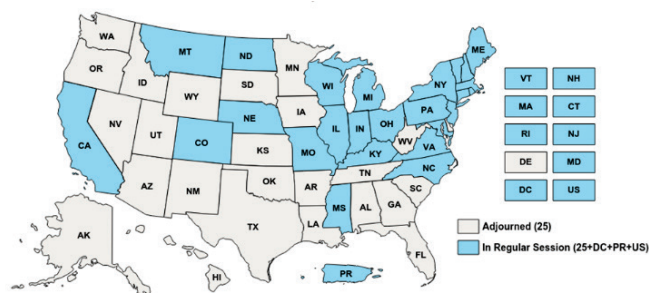 WA
MT
ND
MN
ME
OR
ID
SD
WI
NY
WY
MI
VT
NH
IA
PA
NE
MA
CT
NV
IL
IN
OH
UT
CO
RI
NJ
CA
WV
VA
MO
KS
KY
DE
MD
NC
TN
AZ
OK
NM
AR
SC
DC
US
MS
AL
GA
TX
LA
Adjourned (25)
AK
In Regular Session (25+DC+PR+US)
FL
HI
PR